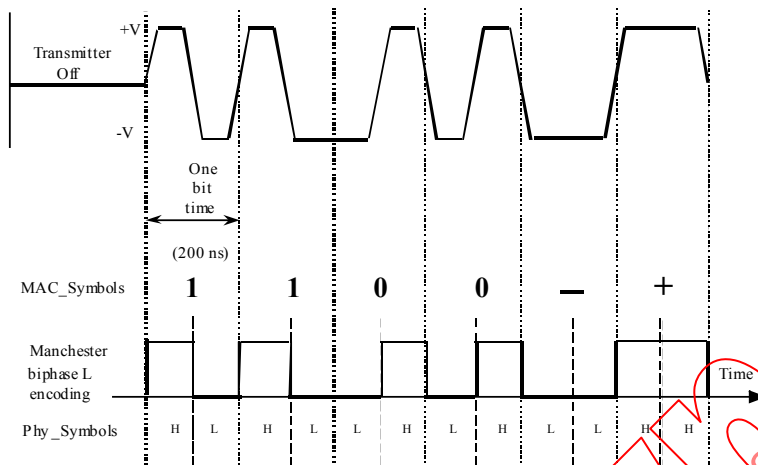 +V
Transmitter
Off
-V
One
bit
time
(200 ns)
MAC_Symbols 1 1 0 0 – +
Manchester
biphase L
encoding
Time
Phy_Symbols H L H L L H L H L L H H